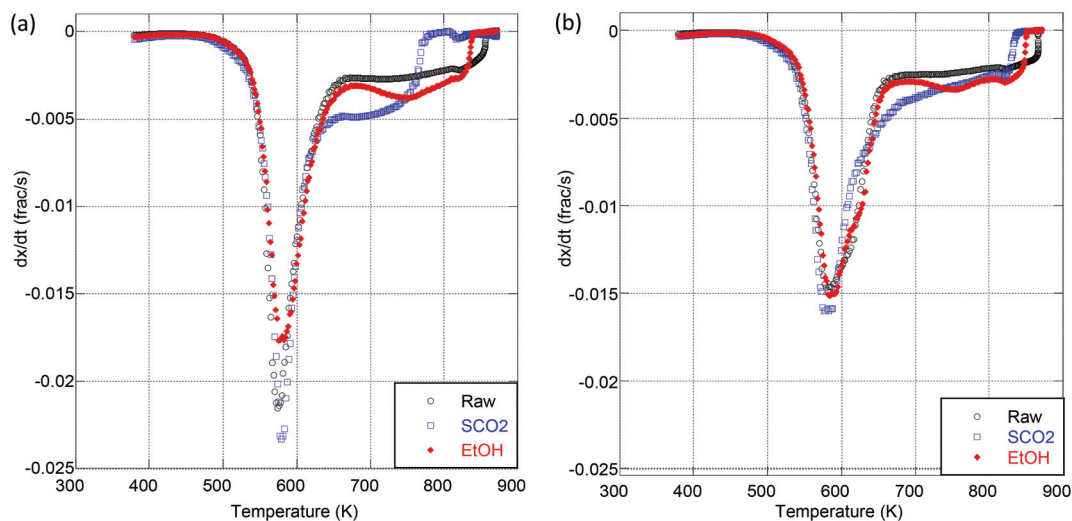 (a)
0
-0.005
-0.01
-0.015
-0.02
-0.025
dx/dt (frac/s)
300 400 500 600 700 800 900
Temperature (K)
Raw
SCO2
EtOH
(b)
0
-0.005
-0.01
-0.015
-0.02
-0.025
dx/dt (frac/s)
300 400 500 600 700 800 900
Temperature (K)
Raw
SCO2
EtOH